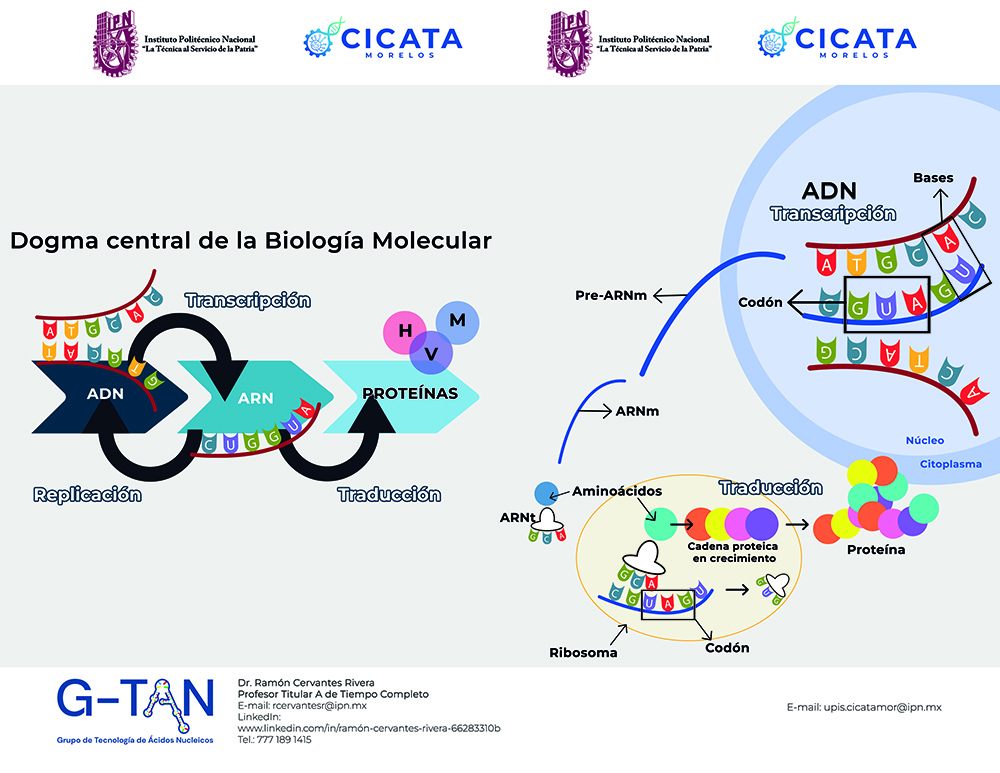 IPN
Instituto Politécnico Nacional
"La Técnica al Servicio de la Patria"
CICATA
MORELOS
IPN
Instituto Politécnico Nacional
"La Técnica al Servicio de la Patria"
CICATA
MORELOS
Dogma central de la Biología Molecular
Transcripción
A T G C A C
A T C G T G
ADN
ARN
PROTEÍNAS
H
M
V
C U G G U A
Replicación
Traducción
ADN
Transcripción
Bases
A T G C A C
Pre-ARNm
Codón
C G U A G U
G C A T C A
ARNm
Núcleo
Citoplasma
Aminoácidos
Traducción
ARNt
G C A
Cadena proteica
en crecimiento
Proteína
G C A
C G U A G U
Ribosoma
Codón
G-TAN
Grupo de Tecnología de Ácidos Nucleicos
Dr. Ramón Cervantes Rivera
Profesor Titular A de Tiempo Completo
E-mail: rcervantesr@ipn.mx
LinkedIn:
www.linkedin.com/in/ramón-cervantes-rivera-66283310b
Tel.: 777 189 1415
E-mail: upis.cicatamor@ipn.mx